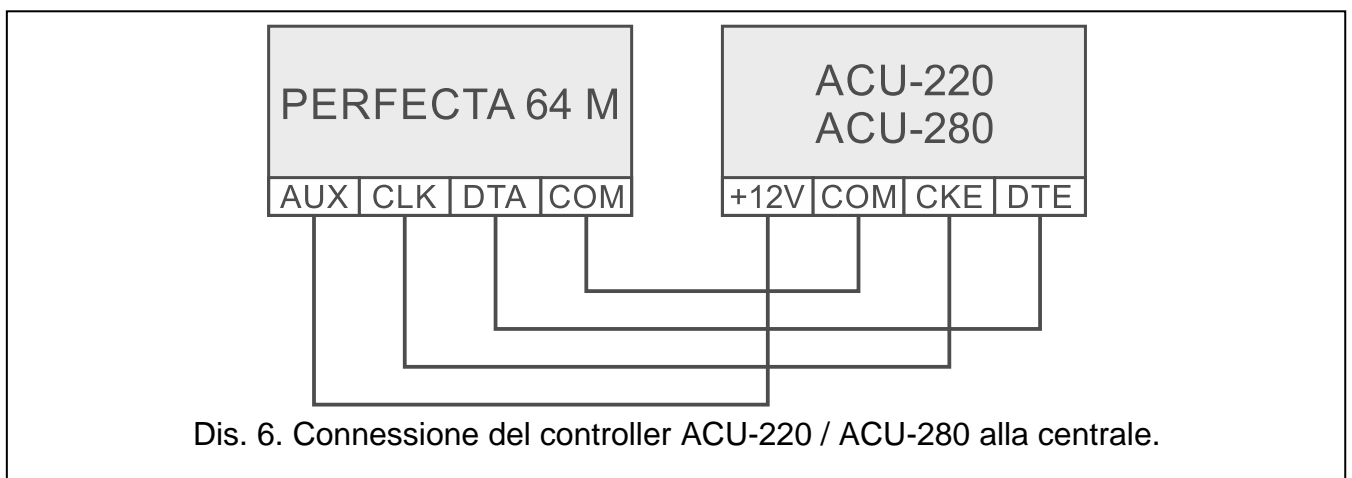 PERFECTA 64 M
AUX CLK DTA COM
ACU-220
ACU-280
+12V COM CKE DTE
Dis. 6. Connessione del controller ACU-220 / ACU-280 alla centrale.